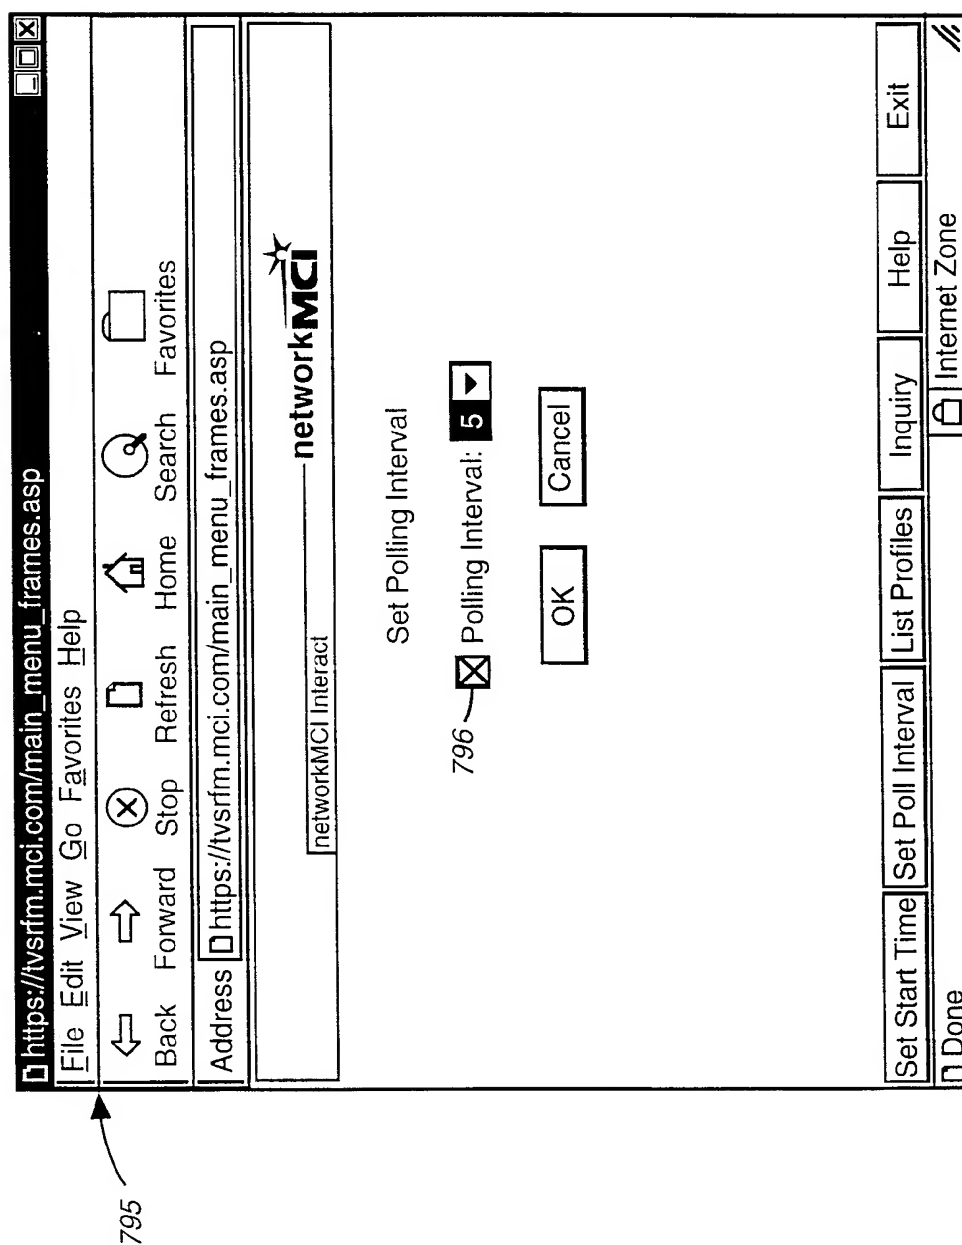 https://tvsrfm.mci.com/main_menu_frames.asp
File Edit View Go Favorites Help
Back Forward Stop Refresh Home Search Favorites
Address https://tvsrfm.mci.com/main_menu_frames.asp
networkMCI
networkMCI Interact
Set Polling Interval
Polling Interval: 5
OK Cancel
Set Start Time Set Poll Interval List Profiles Inquiry Help Exit
Done Internet Zone
795
796